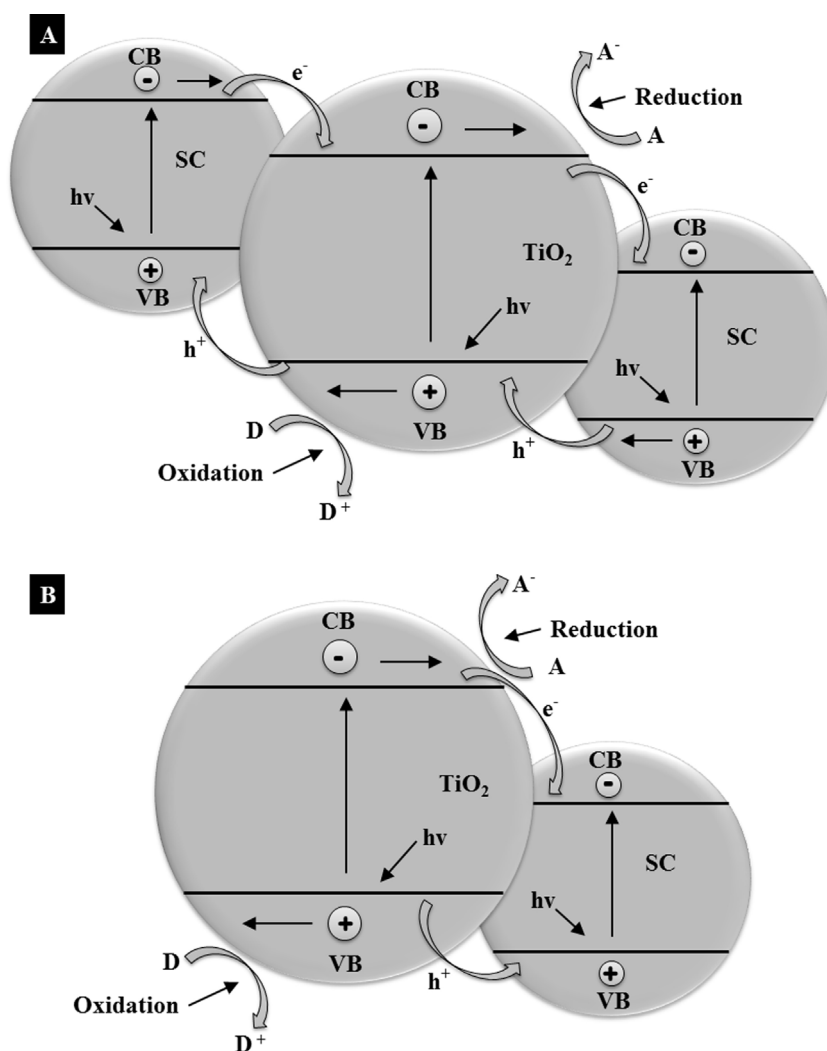 A
CB
-
e-
SC
hv
+
VB
h+
CB
-
TiO2
hv
+
VB
A-
Reduction
A
e-
CB
-
SC
hv
+
VB
h+
D
Oxidation
D+
B
CB
-
TiO2
hv
+
VB
A-
Reduction
A
e-
CB
-
SC
hv
+
VB
h+
D
Oxidation
D+